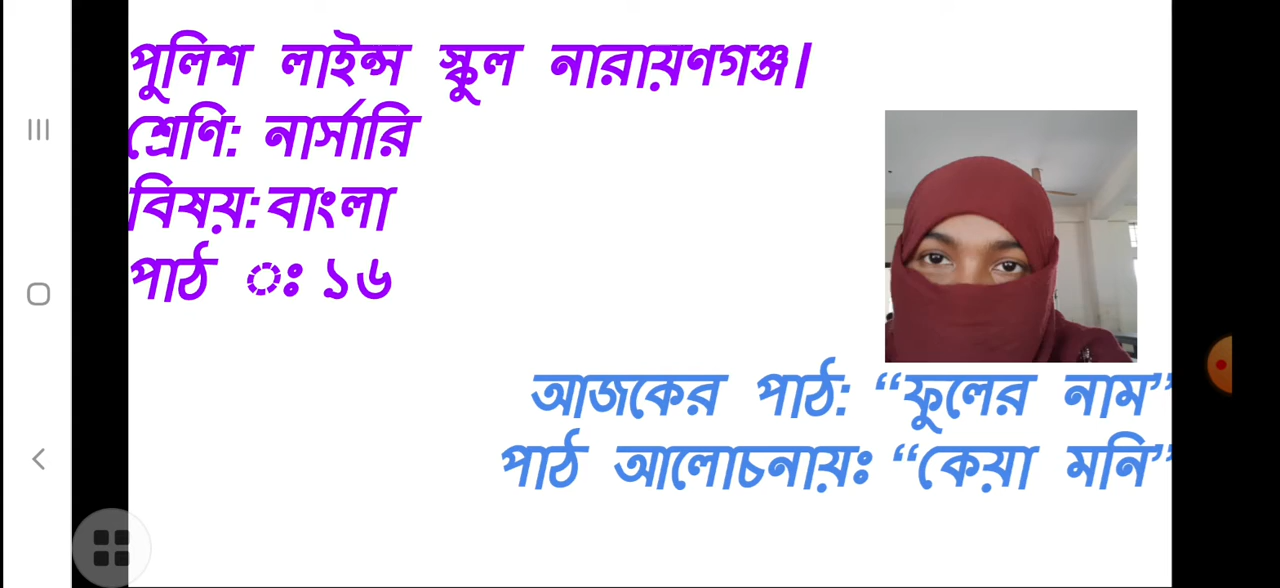 পুলিশ লাইন্স স্কুল নারায়ণগঞ্জ।
শ্রেণি: নার্সারি
বিষয়:বাংলা
পাঠ ঃ ১৬
আজকের পাঠ: “ফুলের নাম”
পাঠ আলোচনায়ঃ “কেয়া মনি”